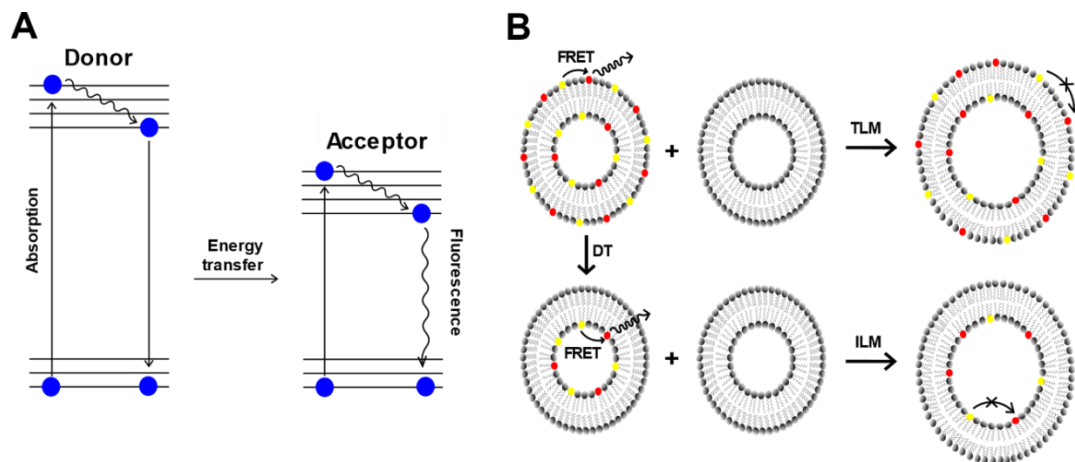 A
Donor
Absorption
Energy
transfer
Acceptor
Fluorescence
B
FRET
+
TLM
DT
FRET
+
ILM